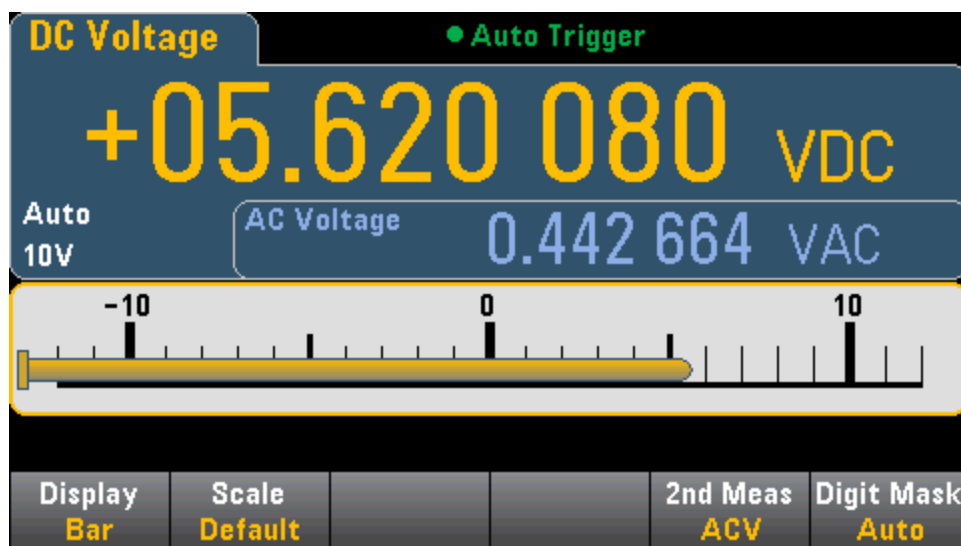 DC Voltage
Auto Trigger
+05.620 080 VDC
Auto
10V
AC Voltage 0.442 664 VAC
-10 0 10
Display Scale 2nd Meas Digit Mask
Bar Default ACV Auto